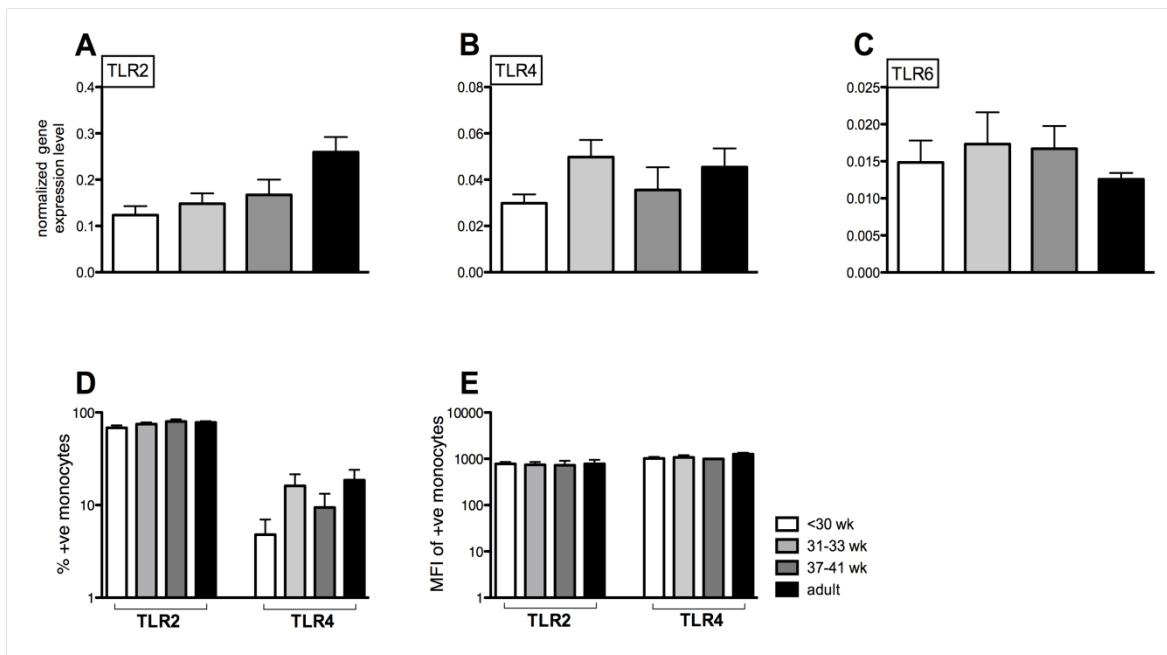 A
B
C
TLR2
TLR4
TLR6
normalized gene
expression level
0.4
0.3
0.2
0.1
0.0
0.08
0.06
0.04
0.02
0.00
0.025
0.020
0.015
0.010
0.005
0.000
D
E
% +ve monocytes
100
10
1
TLR2
TLR4
MFI of +ve monocytes
10000
1000
100
10
1
TLR2
TLR4
<30 wk
31-33 wk
37-41 wk
adult